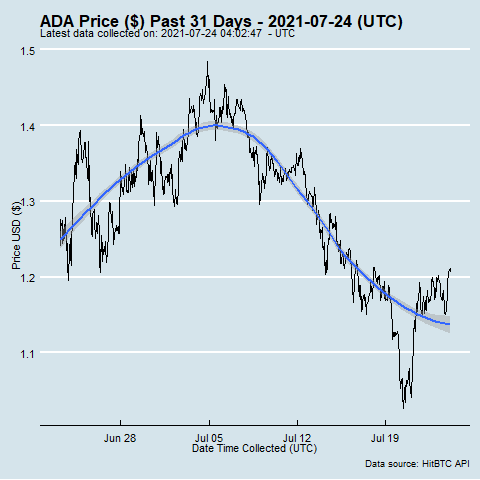 ADA Price ($) Past 31 Days - 2021-07-24 (UTC)
Latest data collected on: 2021-07-24 04:02:47  - UTC
1.5
1.4
1.3
1.2
1.1
Price USD ($)
Jun 28 Jul 05 Jul 12 Jul 19
Date Time Collected (UTC)
Data source: HitBTC API